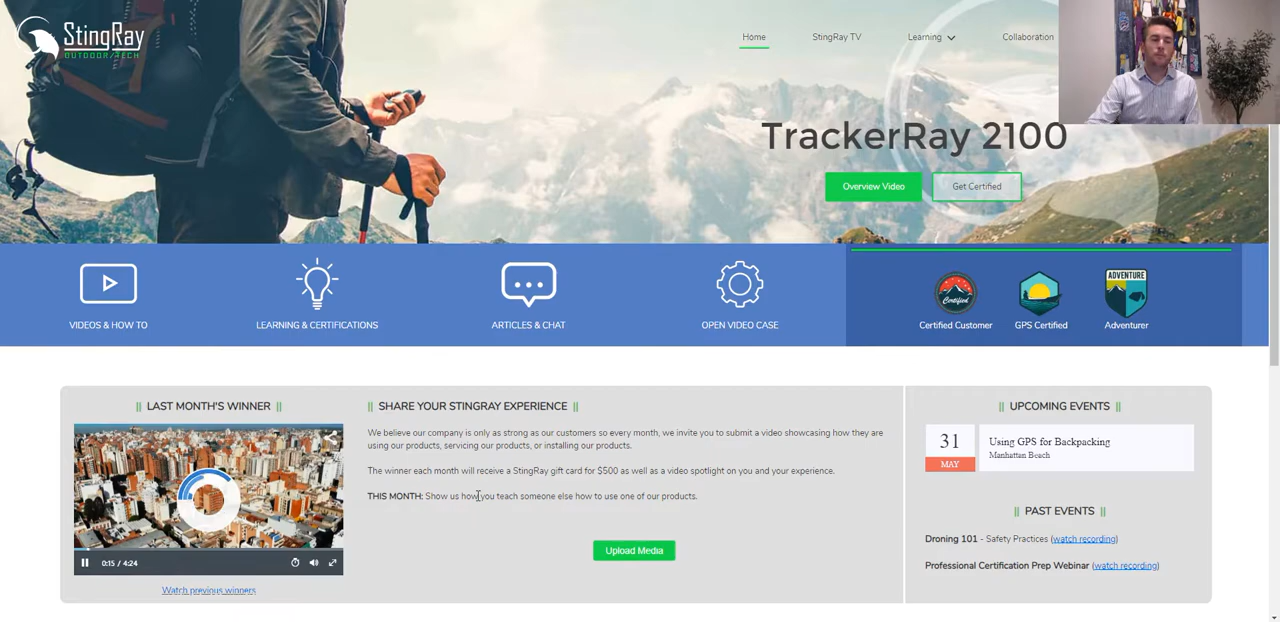 StingRay
OUTDOOR/TECH
Home
StingRay TV
Learning
Collaboration
TrackerRay 2100
Overview Video
Get Certified
VIDEOS & HOW TO
LEARNING & CERTIFICATIONS
ARTICLES & CHAT
OPEN VIDEO CASE
Certified
Certified Customer
GPS Certified
ADVENTURE
Adventurer
|| LAST MONTH'S WINNER ||
0:15 / 4:24
Watch previous winners
|| SHARE YOUR STINGRAY EXPERIENCE ||
We believe our company is only as strong as our customers so every month, we invite you to submit a video showcasing how they are
using our products, servicing our products, or installing our products.
The winner each month will receive a StingRay gift card for $500 as well as a video spotlight on you and your experience.
THIS MONTH: Show us how you teach someone else how to use one of our products.
Upload Media
|| UPCOMING EVENTS ||
31
MAY
Using GPS for Backpacking
Manhattan Beach
|| PAST EVENTS ||
Droning 101 - Safety Practices (watch recording)
Professional Certification Prep Webinar (watch recording)